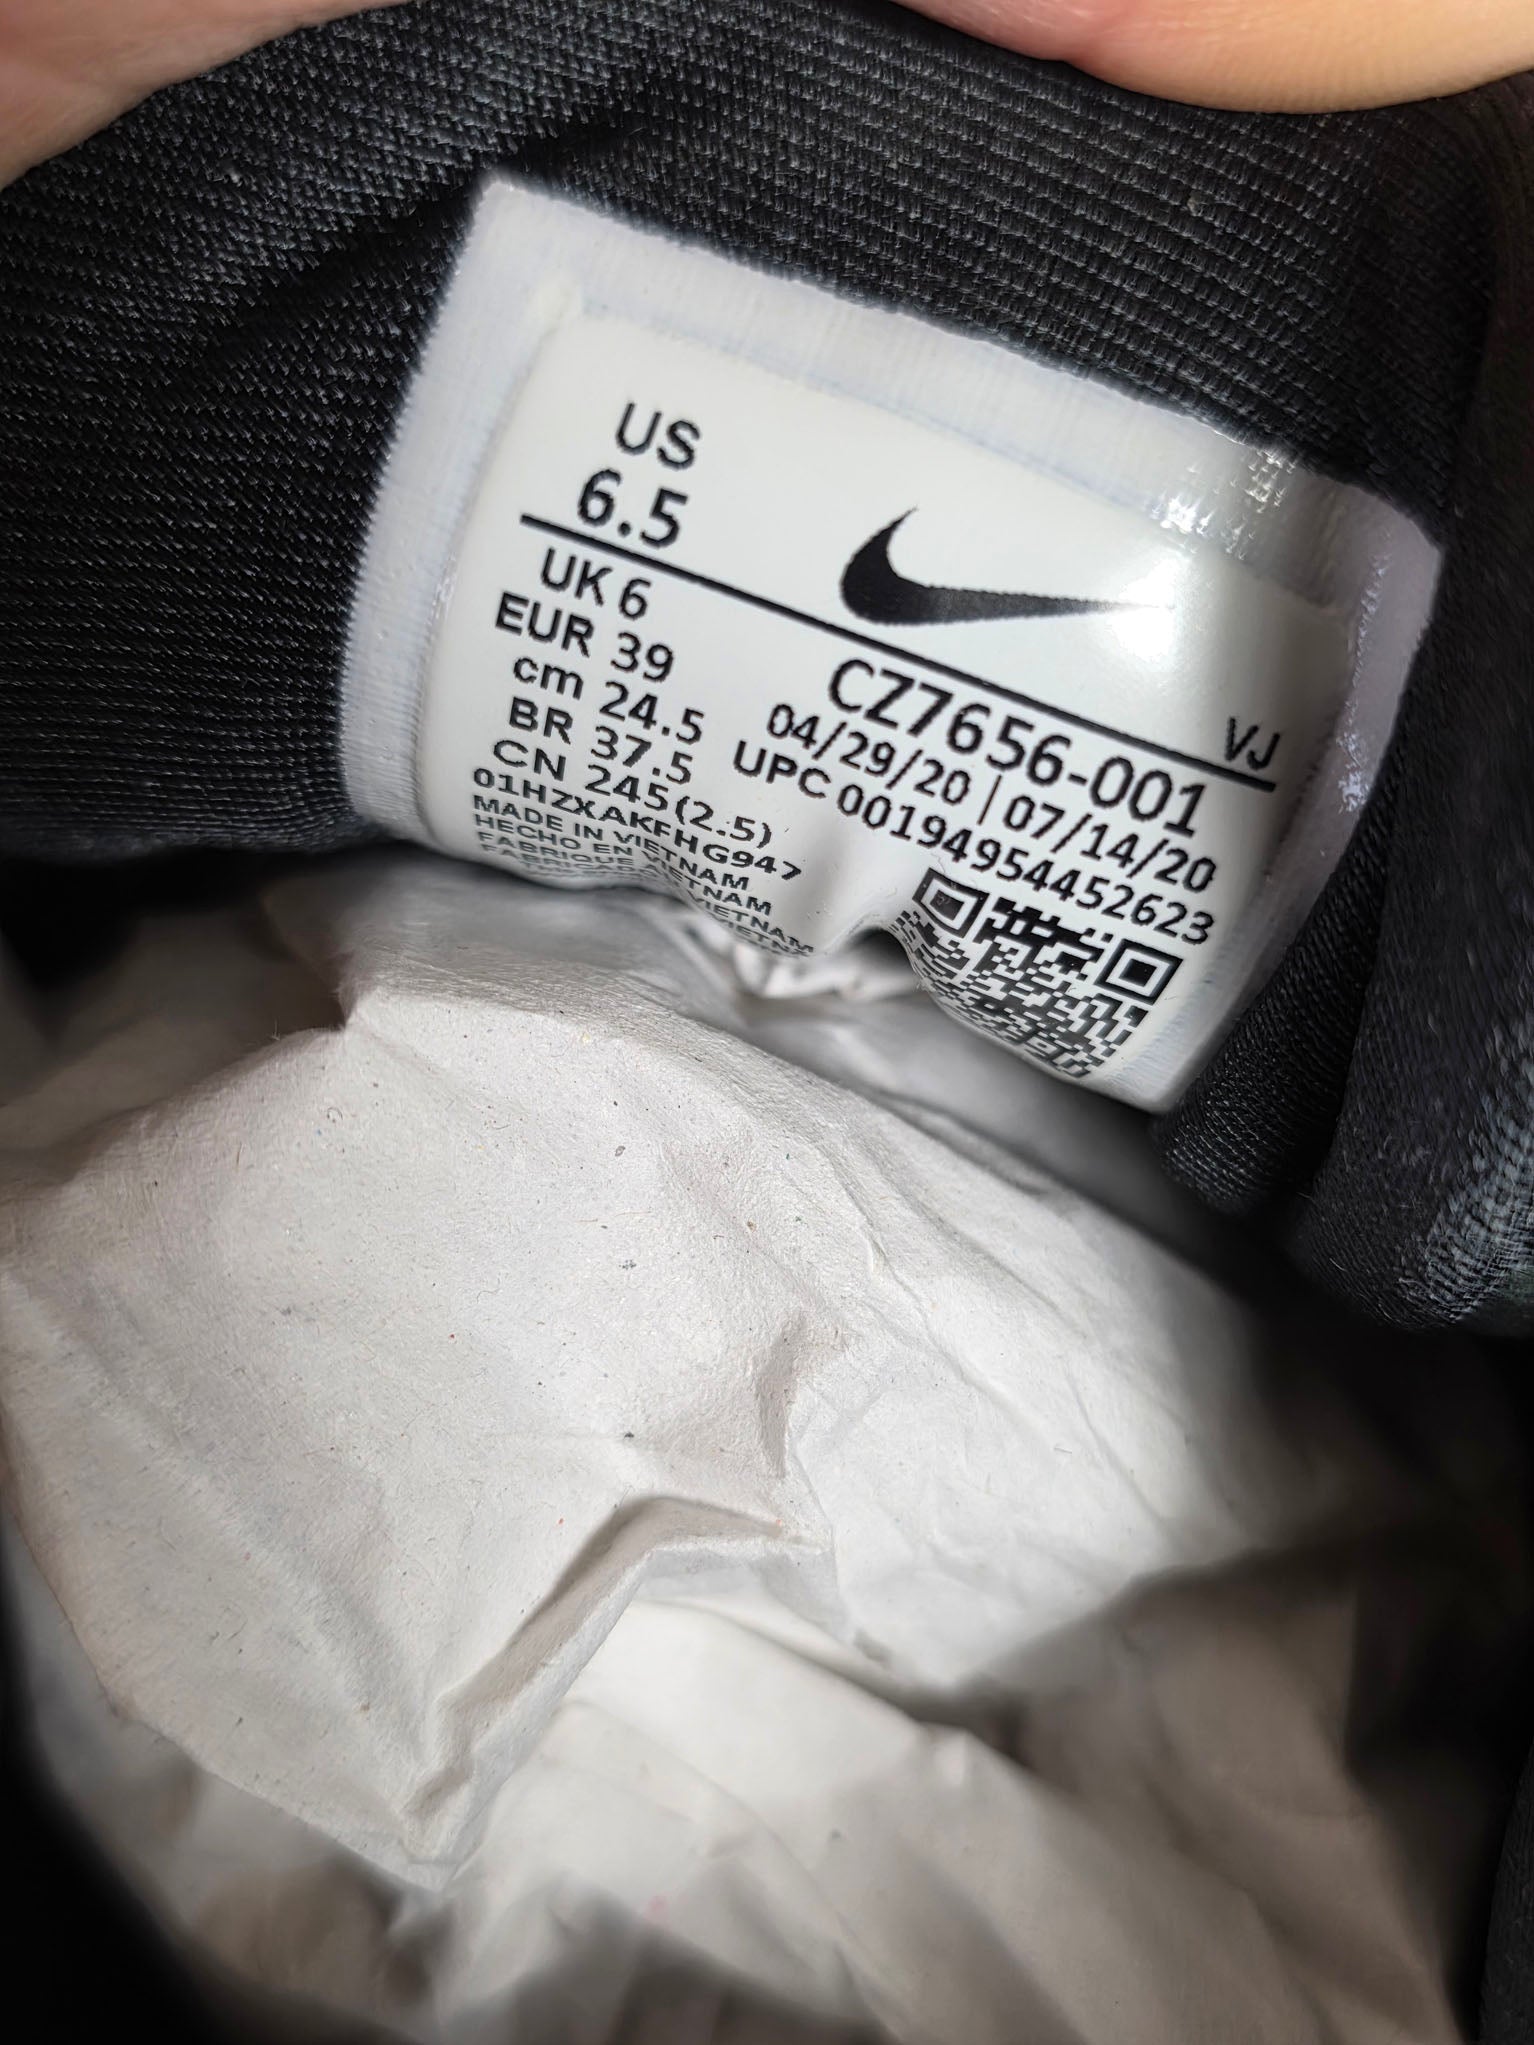 US
6.5
UK 6
EUR 39
cm 24.5
BR 37.5
CN 245(2.5)
01HZXAKFHG947
MADE IN VIETNAM
HECHO EN VIETNAM
FABRIQUE VIETNAM
VIETNAM
VJ
CZ7656-001
04/29/20 | 07/14/20
UPC 00194954452623